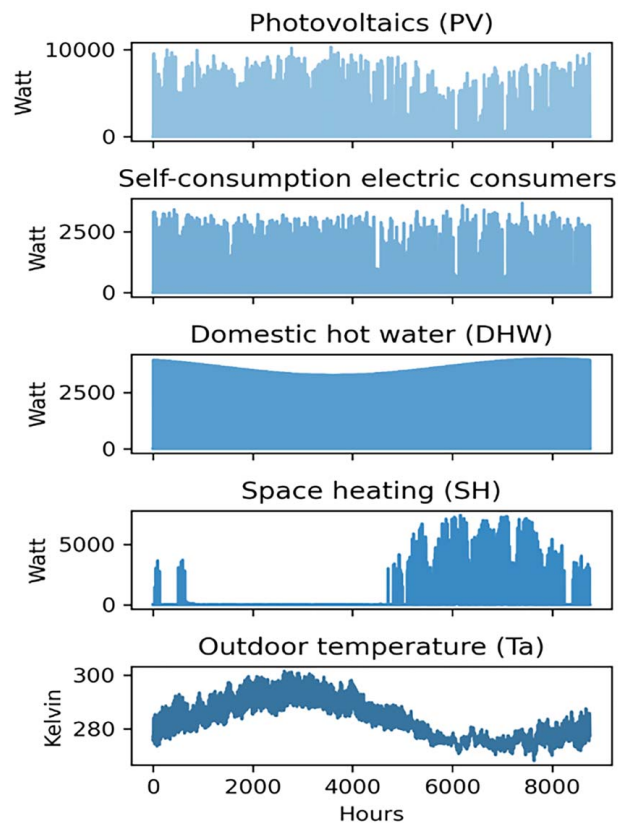 Photovoltaics (PV)
10000
Watt
0
Self-consumption electric consumers
2500
Watt
0
Domestic hot water (DHW)
2500
Watt
0
Space heating (SH)
5000
Watt
0
Outdoor temperature (Ta)
300
Kelvin
280
0 2000 4000 6000 8000
Hours